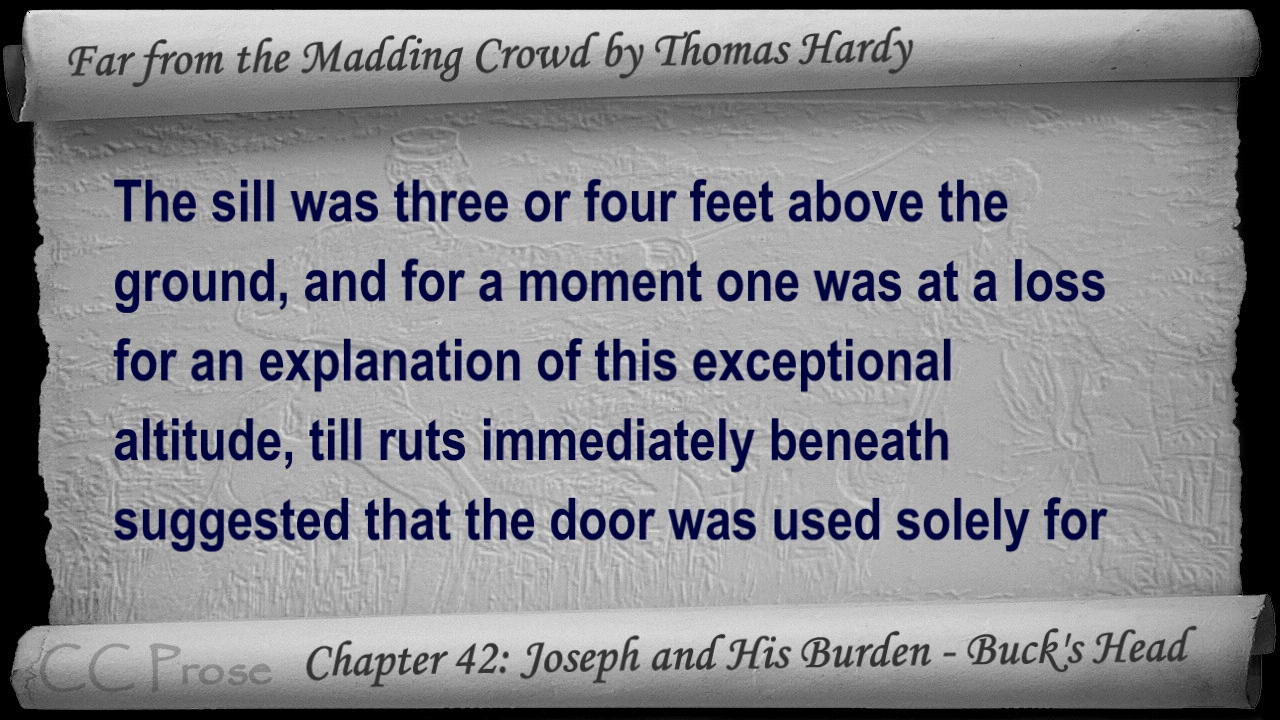 Far from the Madding Crowd by Thomas Hardy
The sill was three or four feet above the
ground, and for a moment one was at a loss
for an explanation of this exceptional
altitude, till ruts immediately beneath
suggested that the door was used solely for
CC Prose
Chapter 42: Joseph and His Burden - Buck's Head